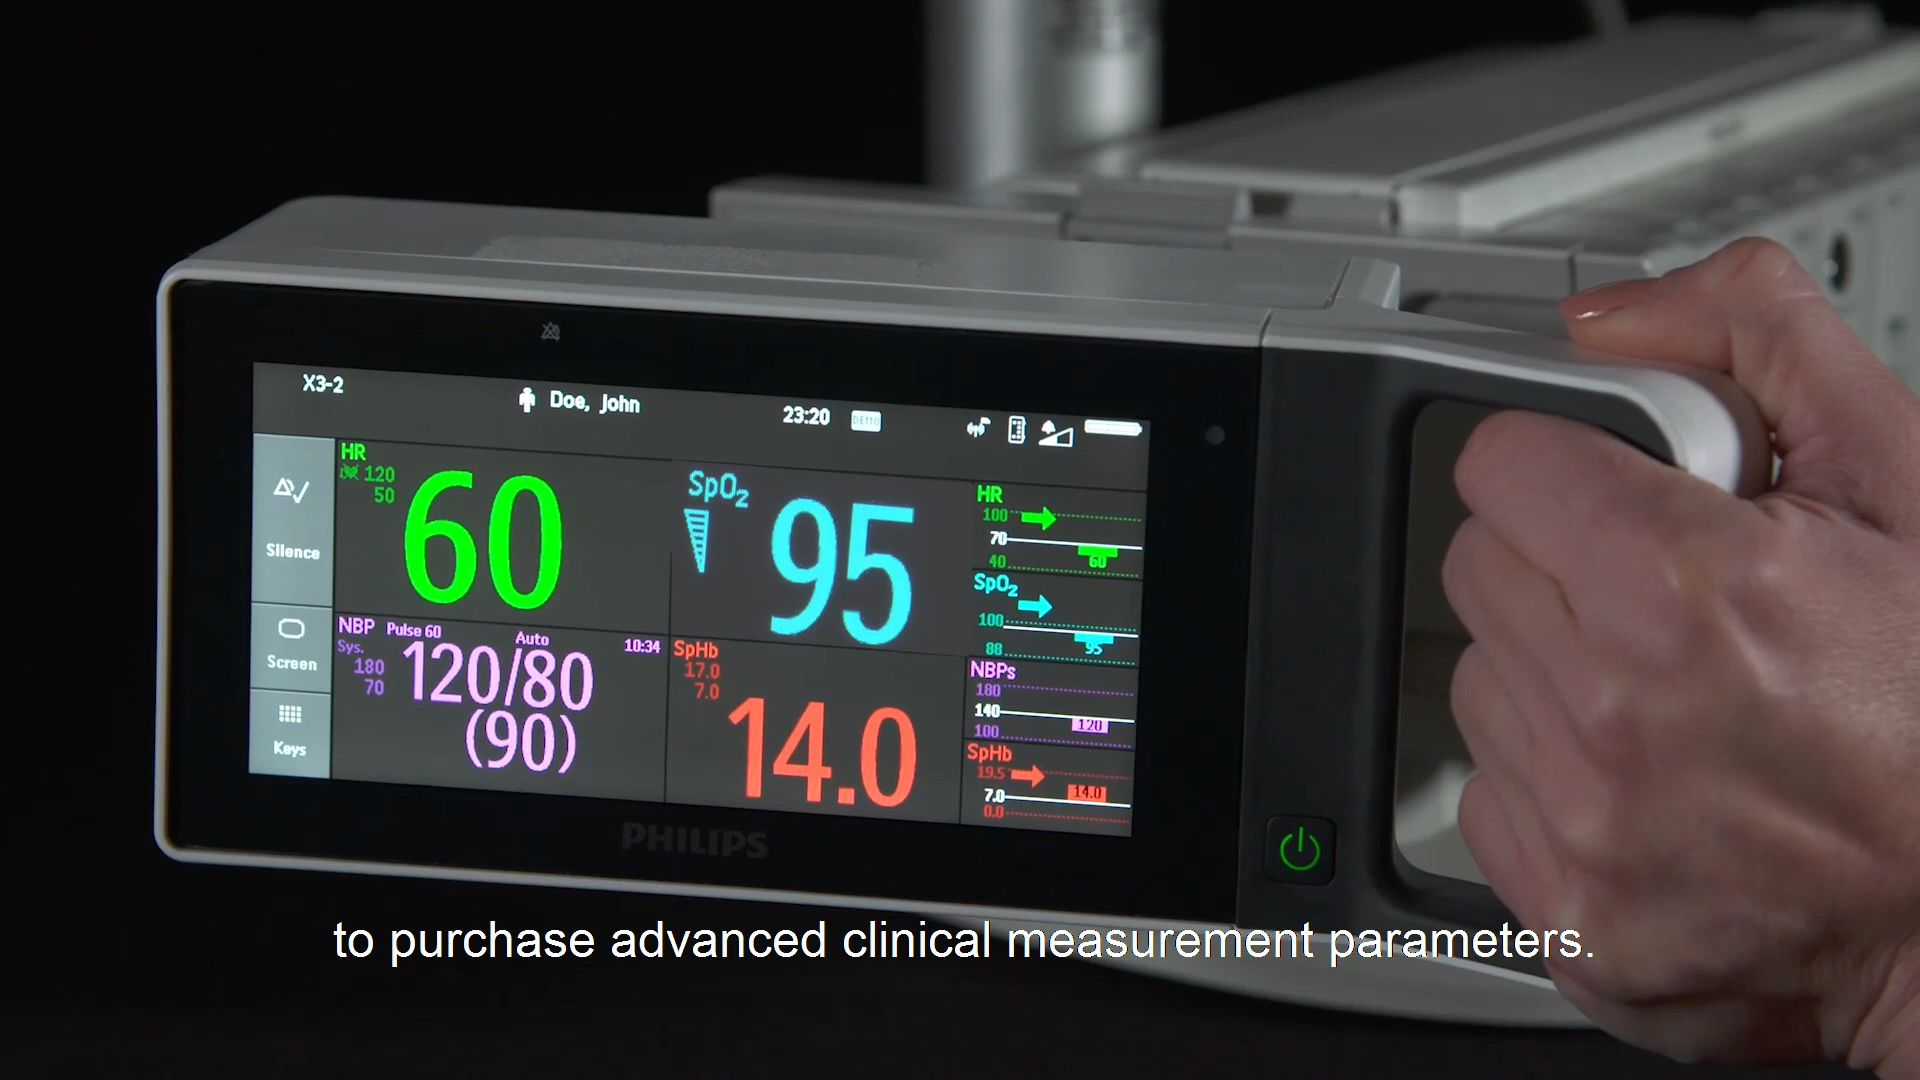 X3-2
Doe, John
23:20
DEMO
HR
120
50
60
SpO₂
95
Silence
Screen
Keys
NBP Pulse 60 Auto 10:34
Sys.
180
70
120/80
(90)
SpHb
17.0
7.0
14.0
HR
100
70
40
60
SpO₂
100
88
95
NBPs
180
140
100
120
SpHb
19.5
7.0
0.0
14.0
PHILIPS
to purchase advanced clinical measurement parameters.